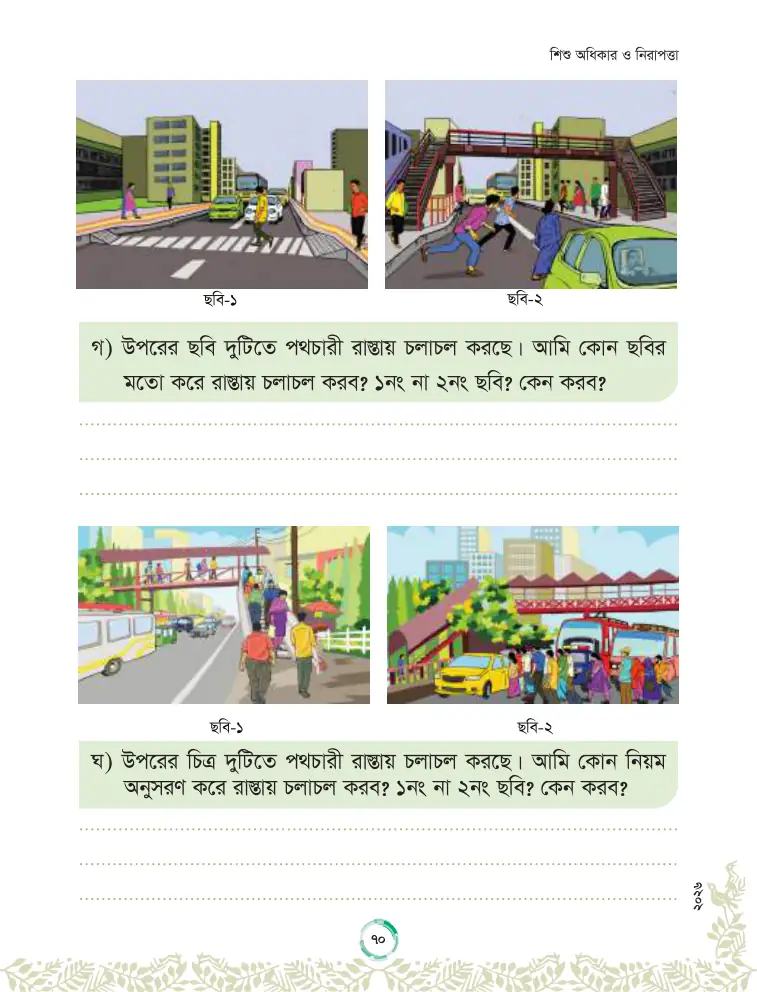 শিশু অধিকার ও নিরাপত্তা
ছবি-১
ছবি-২
গ) উপরের ছবি দুটিতে পথচারী রাস্তায় চলাচল করছে। আমি কোন ছবির
মতো করে রাস্তায় চলাচল করব? ১নং না ২নং ছবি? কেন করব?
ছবি-১
ছবি-২
ঘ) উপরের চিত্র দুটিতে পথচারী রাস্তায় চলাচল করছে। আমি কোন নিয়ম
অনুসরণ করে রাস্তায় চলাচল করব? ১নং না ২নং ছবি? কেন করব?
২০২৬
৭০